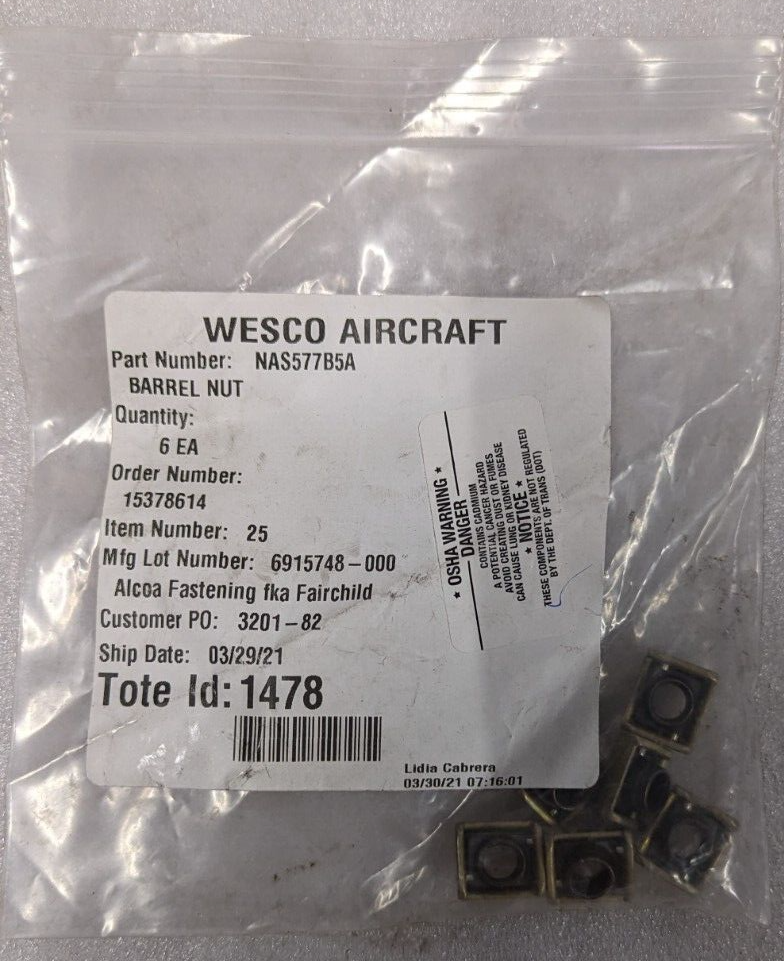 WESCO AIRCRAFT
Part Number: NAS577B5A
BARREL NUT
Quantity:
6 EA
Order Number:
15378614
Item Number: 25
Mfg Lot Number: 6915748-000
Alcoa Fastening fka Fairchild
Customer PO: 3201-82
Ship Date: 03/29/21
Tote Id: 1478
Lidia Cabrera
03/30/21 07:16:01
★ OSHA WARNING ★
DANGER
CONTAINS CADMIUM
A POTENTIAL CANCER HAZARD
AVOID CREATING DUST OR FUMES
CAN CAUSE LUNG OR KIDNEY DISEASE
★ NOTICE ★
THESE COMPONENTS ARE NOT REGULATED
BY THE DEPT. OF TRANS (DOT)